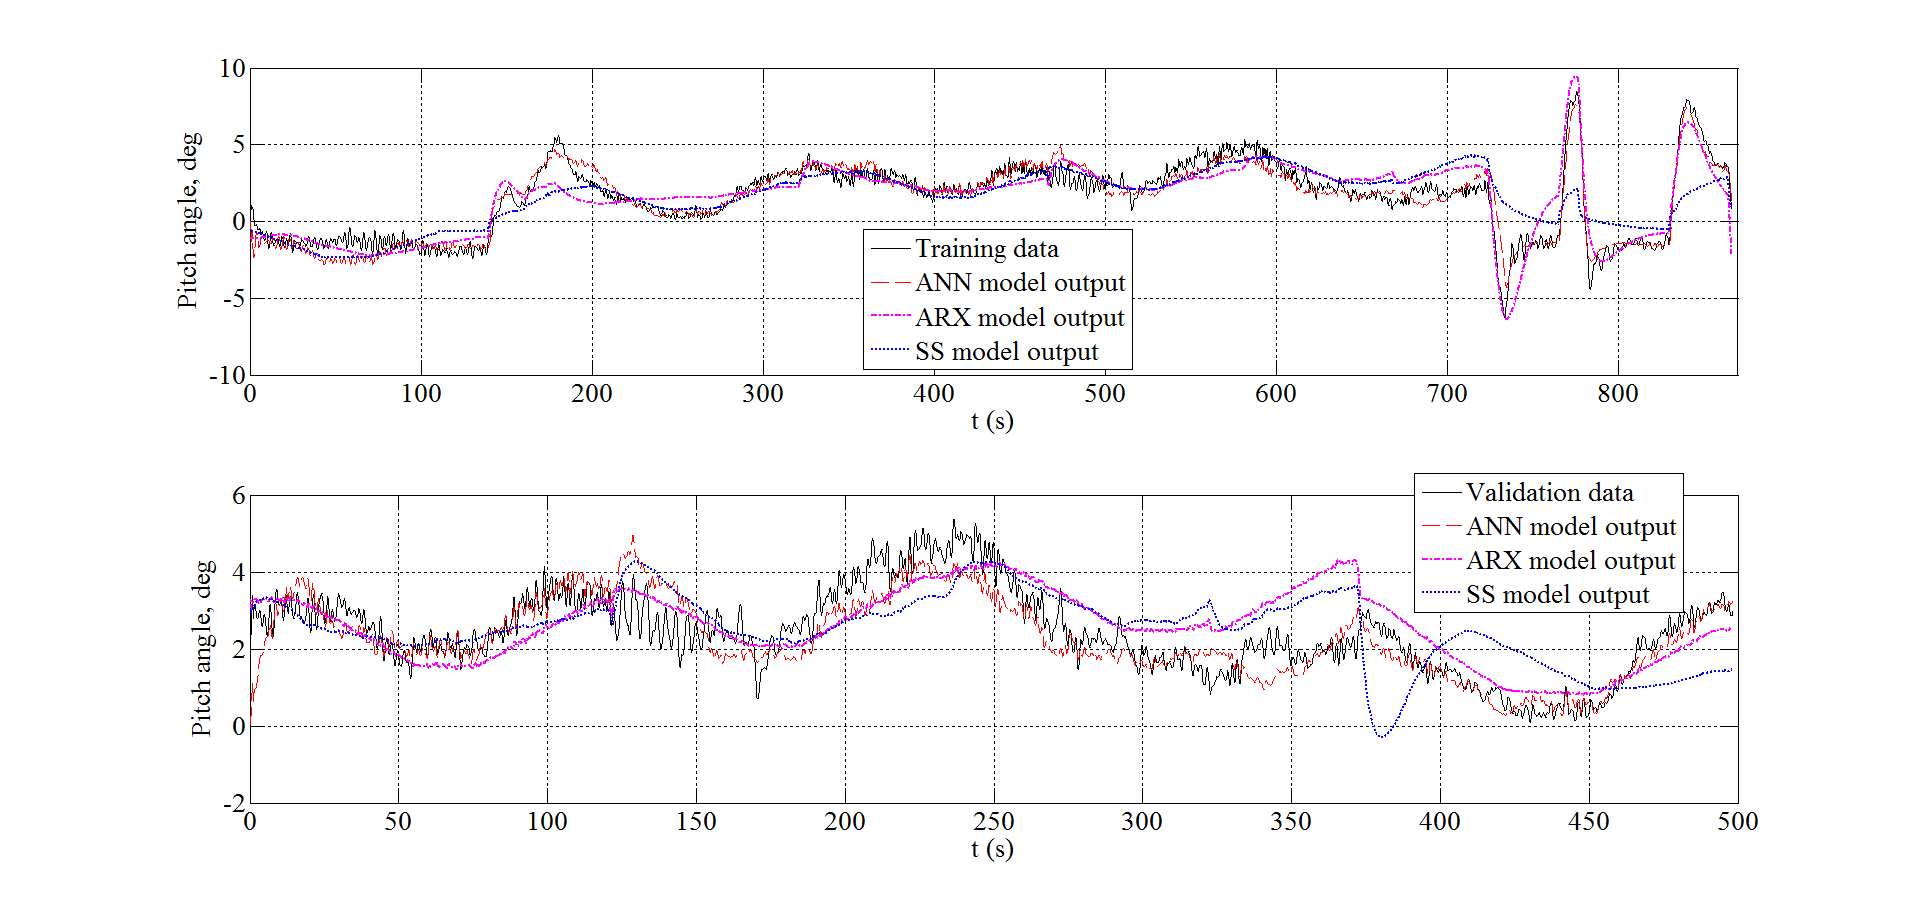 10
5
0
-5
-10
Pitch angle, deg
Training data
ANN model output
ARX model output
SS model output
0 100 200 300 400 500 600 700 800
t (s)
6
4
2
0
-2
Pitch angle, deg
Validation data
ANN model output
ARX model output
SS model output
0 50 100 150 200 250 300 350 400 450 500
t (s)